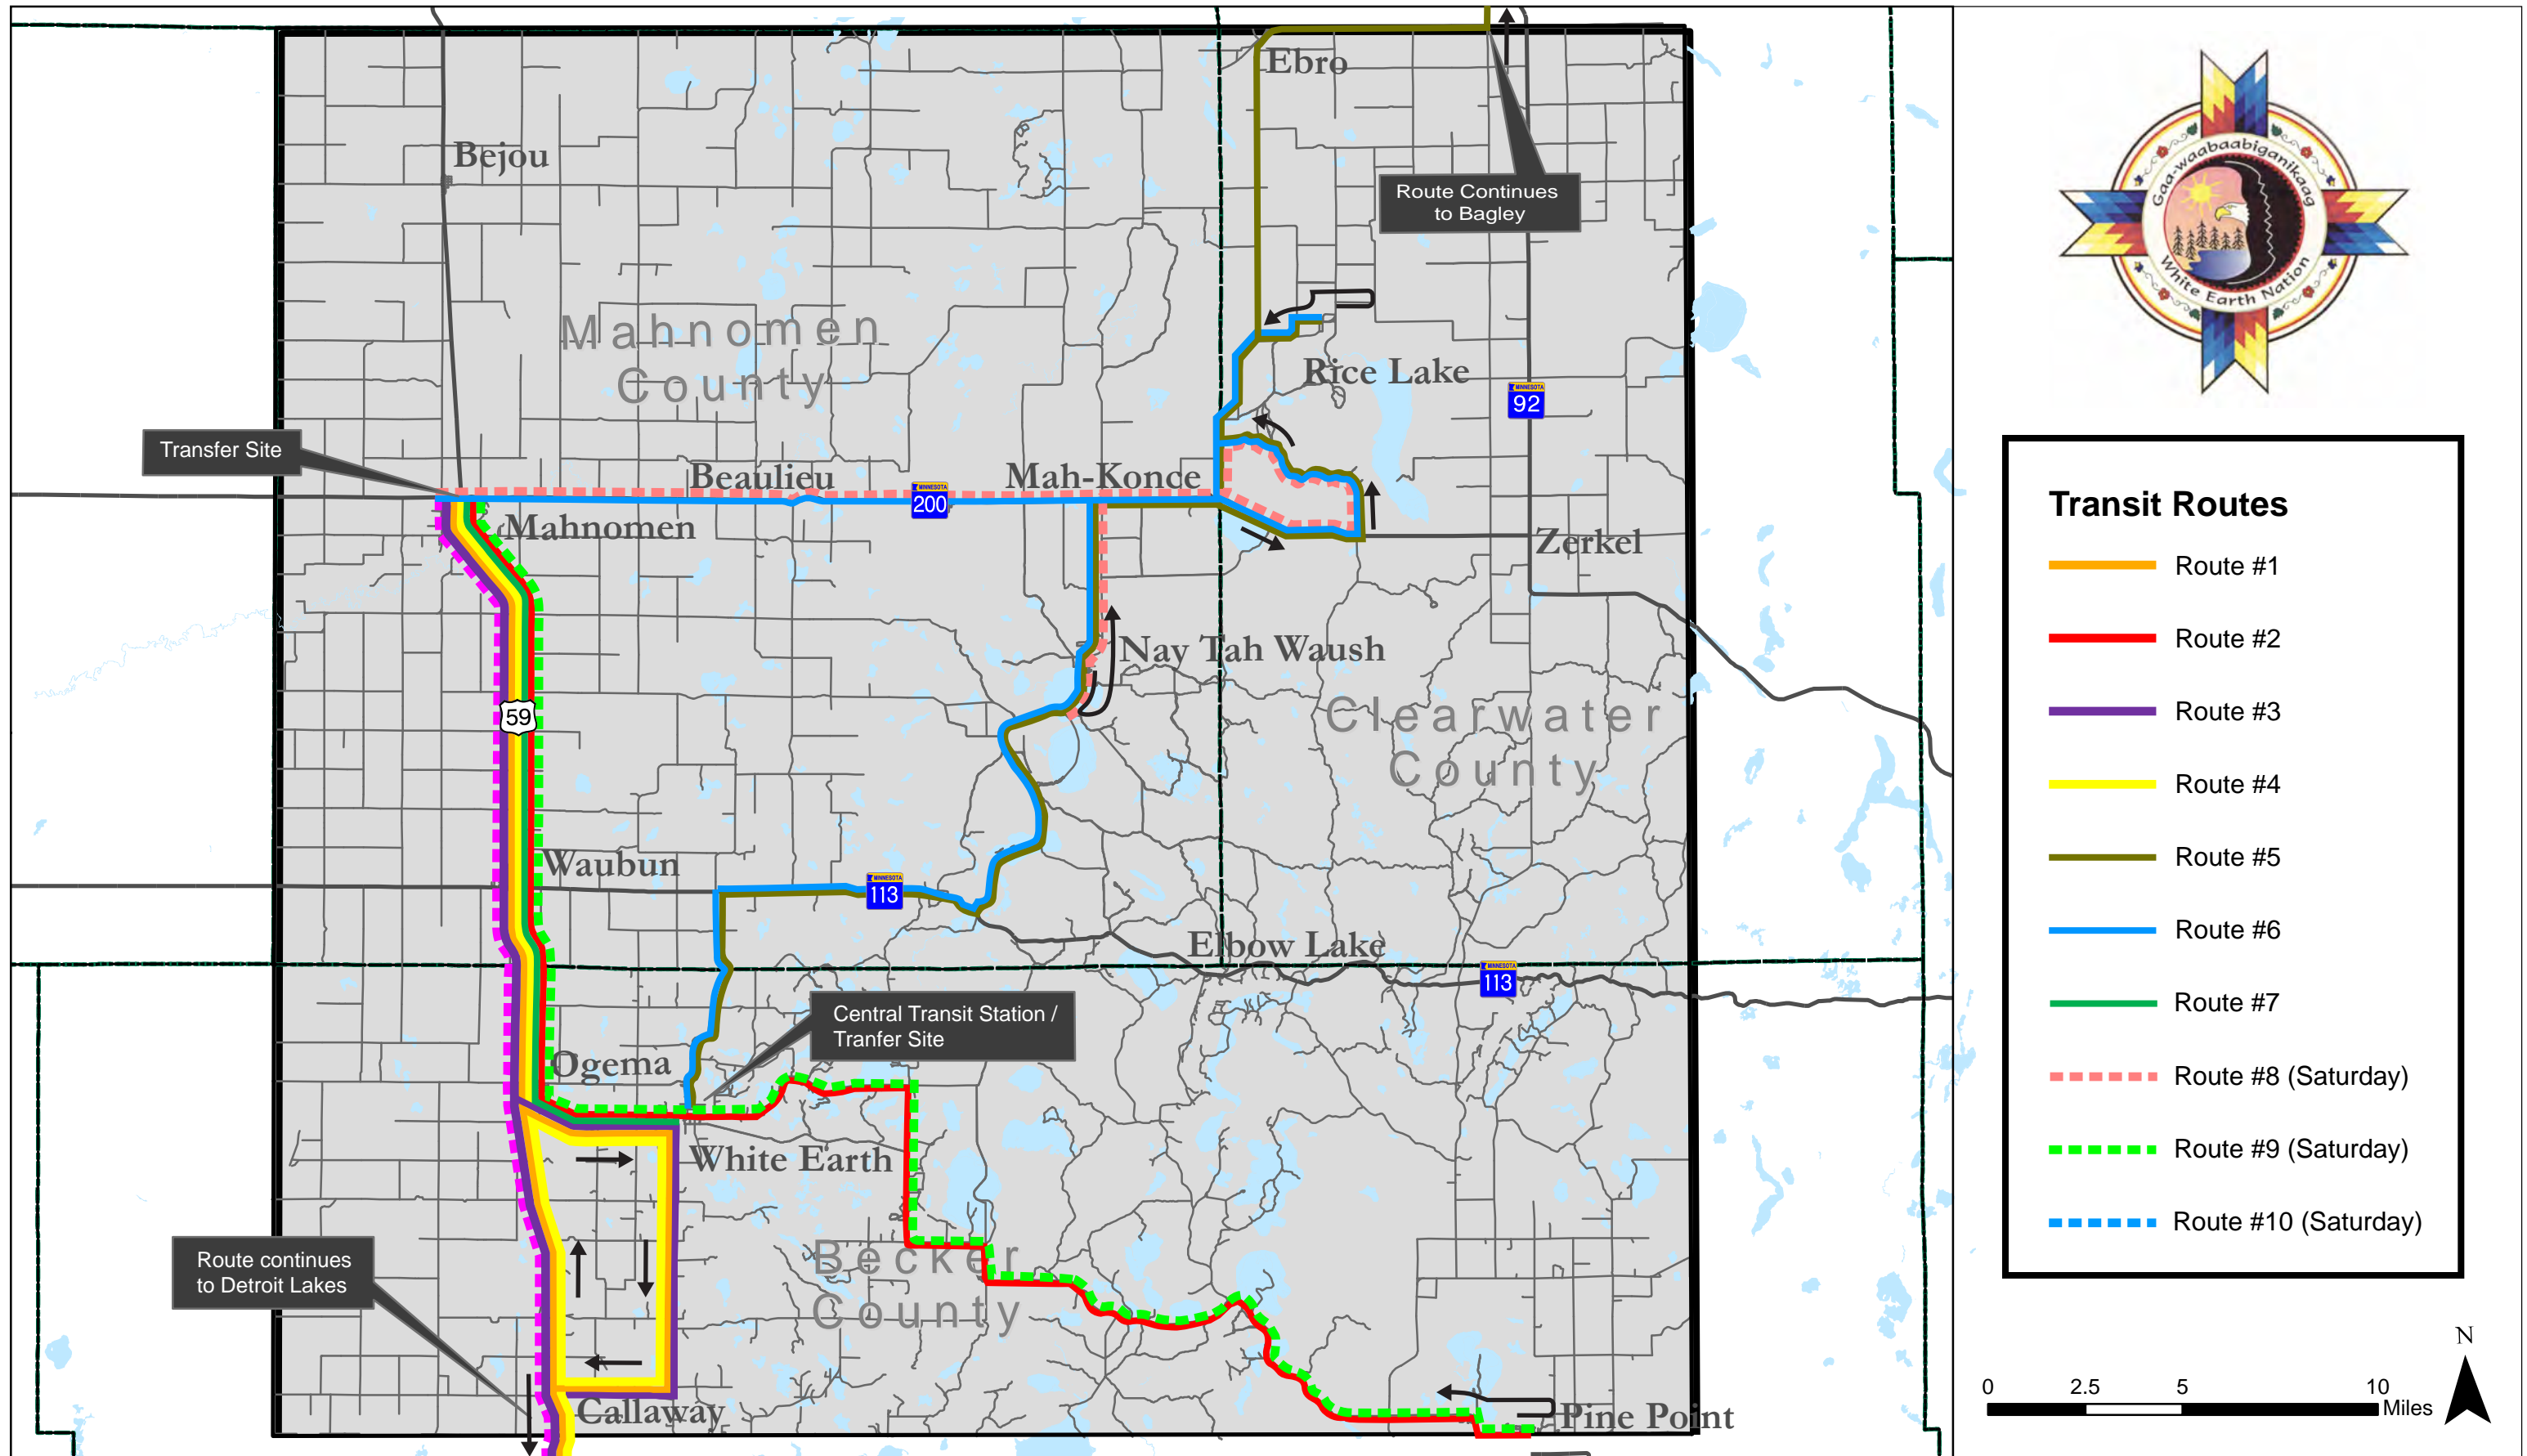 Ebro
Bejou
Route Continues
to Bagley
Gaa-waabaabiganikaag
White Earth Nation
Mahnomen
County
Rice Lake
MINNESOTA
92
Transfer Site
Beaulieu
MINNESOTA
200
Mah-Konce
Mahnomen
Zerkel
Nay Tah Waush
59
Clearwater
County
Waubun
MINNESOTA
113
Elbow Lake
MINNESOTA
113
Central Transit Station /
Tranfer Site
Ogema
White Earth
Route continues
to Detroit Lakes
Becker
County
Callaway
Pine Point
Transit Routes
Route #1
Route #2
Route #3
Route #4
Route #5
Route #6
Route #7
Route #8 (Saturday)
Route #9 (Saturday)
Route #10 (Saturday)
N
0 2.5 5 10
Miles